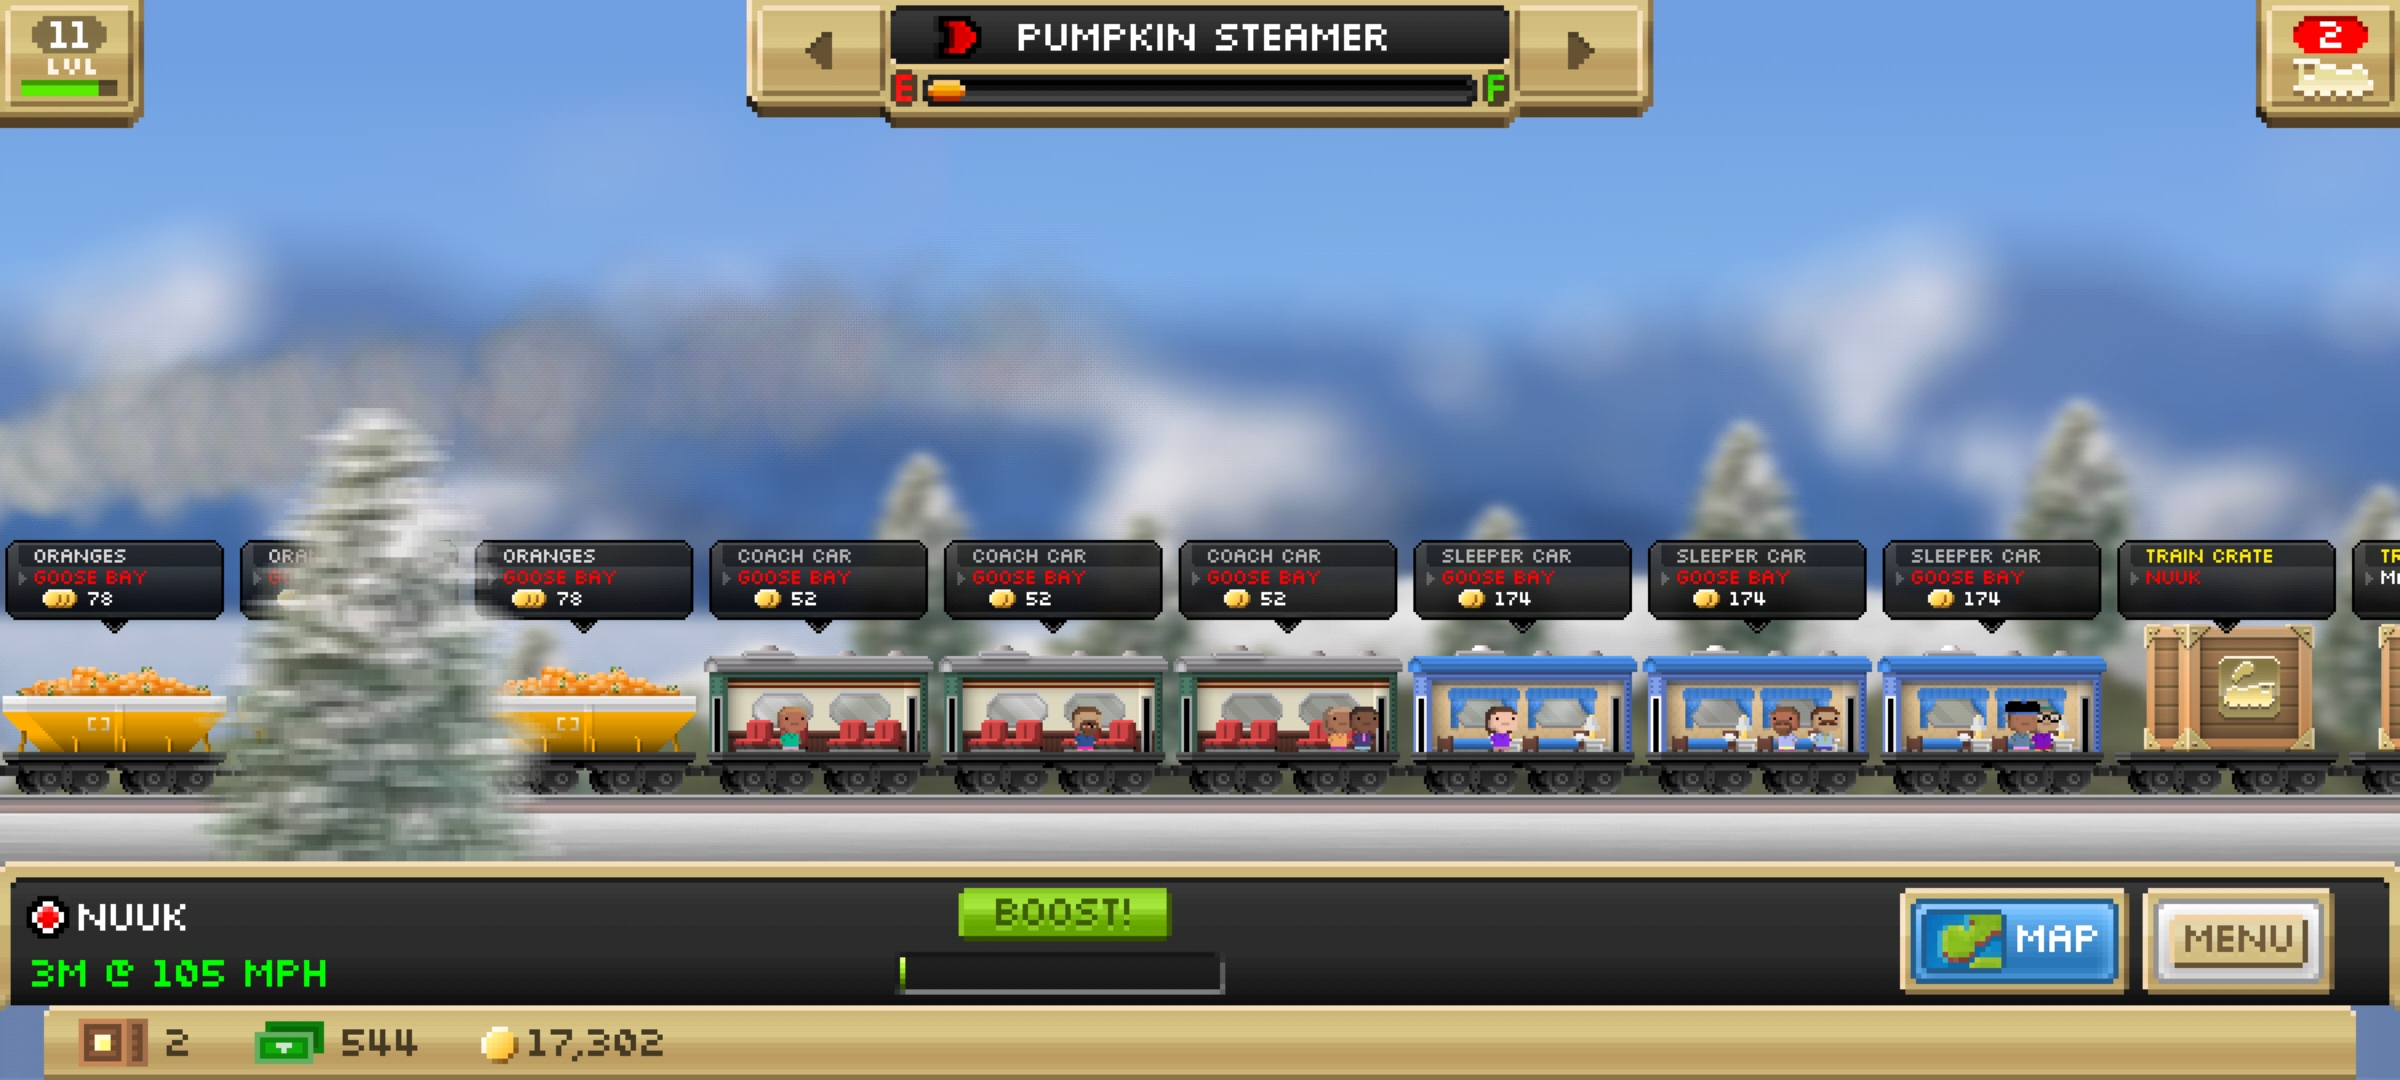 11
LVL
PUMPKIN STEAMER
E
F
2
ORANGES
GOOSE BAY
78
ORANGES
GOOSE BAY
78
COACH CAR
GOOSE BAY
52
COACH CAR
GOOSE BAY
52
COACH CAR
GOOSE BAY
52
SLEEPER CAR
GOOSE BAY
174
SLEEPER CAR
GOOSE BAY
174
SLEEPER CAR
GOOSE BAY
174
TRAIN CRATE
NUUK
NUUK
3M @ 105 MPH
BOOST!
MAP
MENU
2
544
17,302